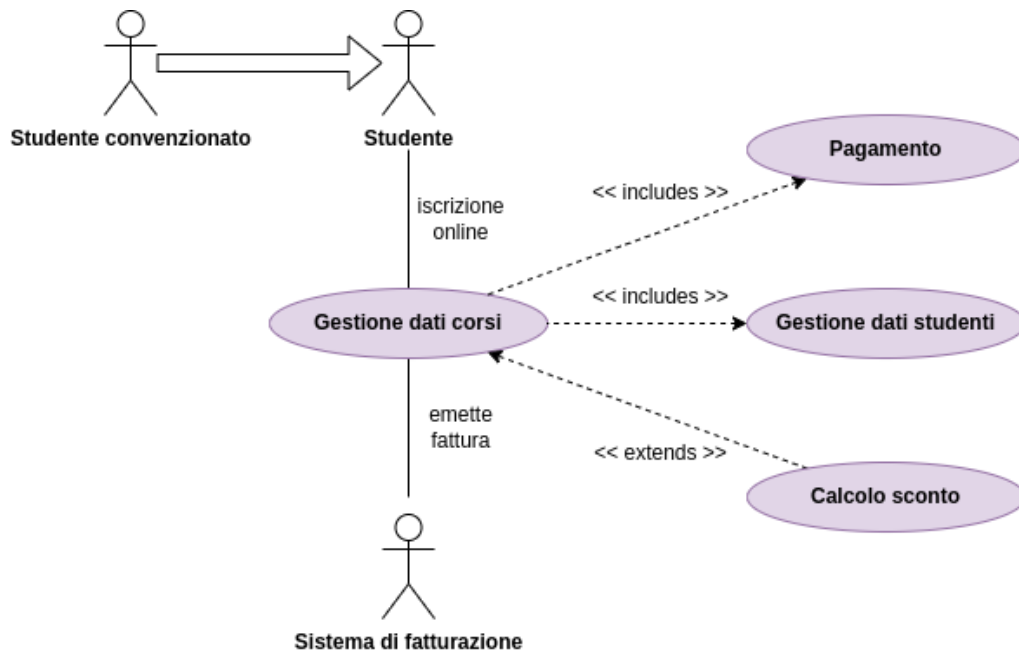 Studente convenzionato
Studente
Pagamento
<< includes >>
iscrizione
online
<< includes >>
Gestione dati corsi
Gestione dati studenti
emette
fattura
<< extends >>
Calcolo sconto
Sistema di fatturazione